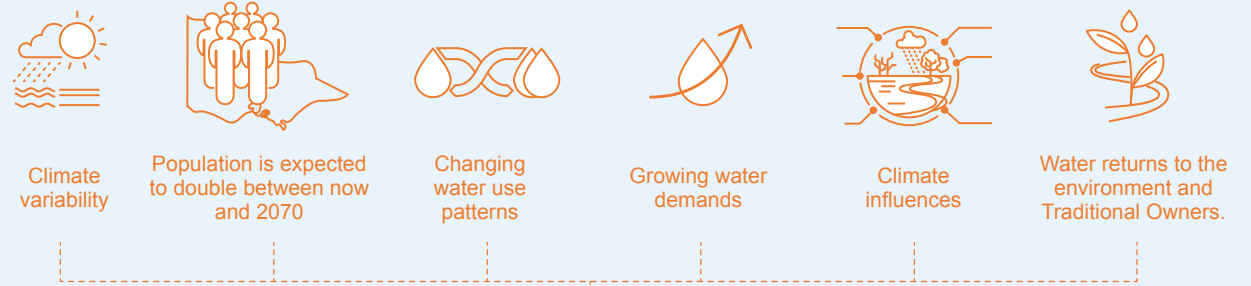 Climate
variability
Population is expected
to double between now
and 2070
Changing
water use
patterns
Growing water
demands
Climate
influences
Water returns to the
environment and
Traditional Owners.